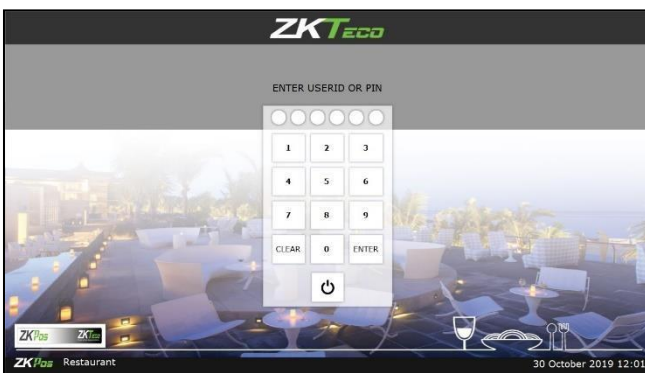 ZKTECO
ENTER USERID OR PIN
1 2 3
4 5 6
7 8 9
CLEAR 0 ENTER
ZKPos ZKTeco
ZKPos Restaurant 30 October 2019 12:01